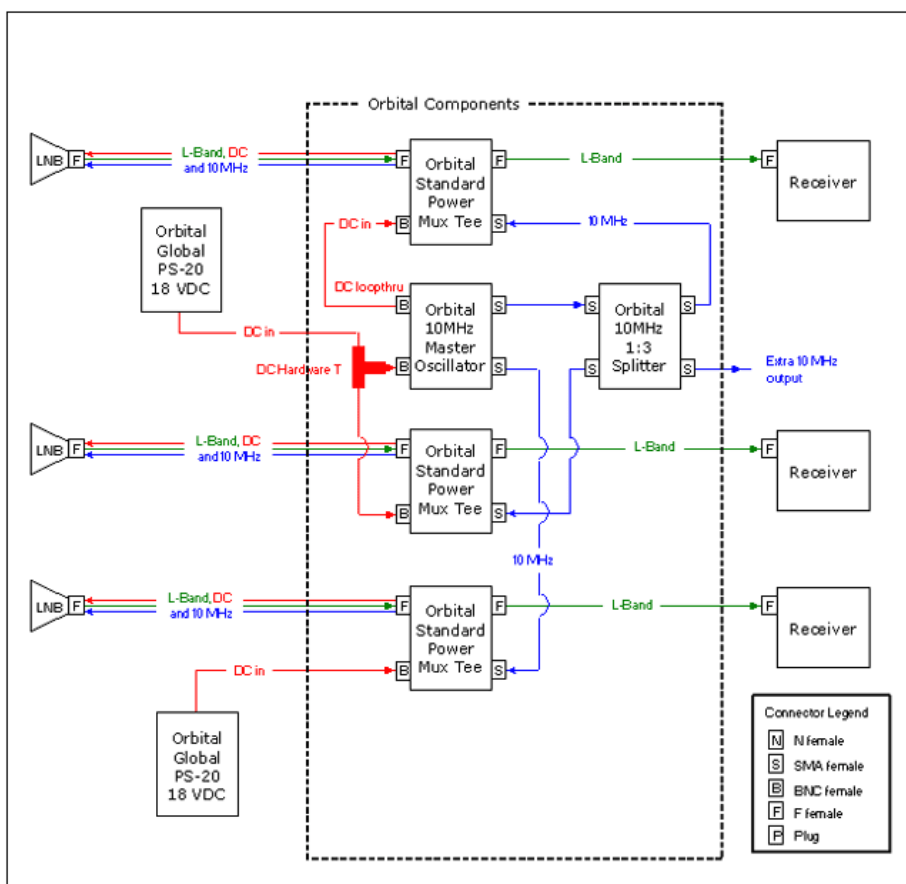 Orbital Components
LNB
F
L-Band, DC
and 10 MHz
F
Orbital
Standard
Power
Mux Tee
F
B
S
L-Band
F
Receiver
DC in
10 MHz
Orbital
Global
PS-20
18 VDC
DC loopthru
B
Orbital
10MHz
Master
Oscillator
S
B
S
S
Orbital
10MHz
1:3
Splitter
S
S
S
DC in
DC Hardware T
Extra 10 MHz
output
LNB
F
L-Band, DC
and 10 MHz
F
Orbital
Standard
Power
Mux Tee
F
B
S
L-Band
F
Receiver
10 MHz
LNB
F
L-Band, DC
and 10 MHz
F
Orbital
Standard
Power
Mux Tee
F
B
S
L-Band
F
Receiver
DC in
Orbital
Global
PS-20
18 VDC
Connector Legend
N N female
S SMA female
B BNC female
F F female
P Plug